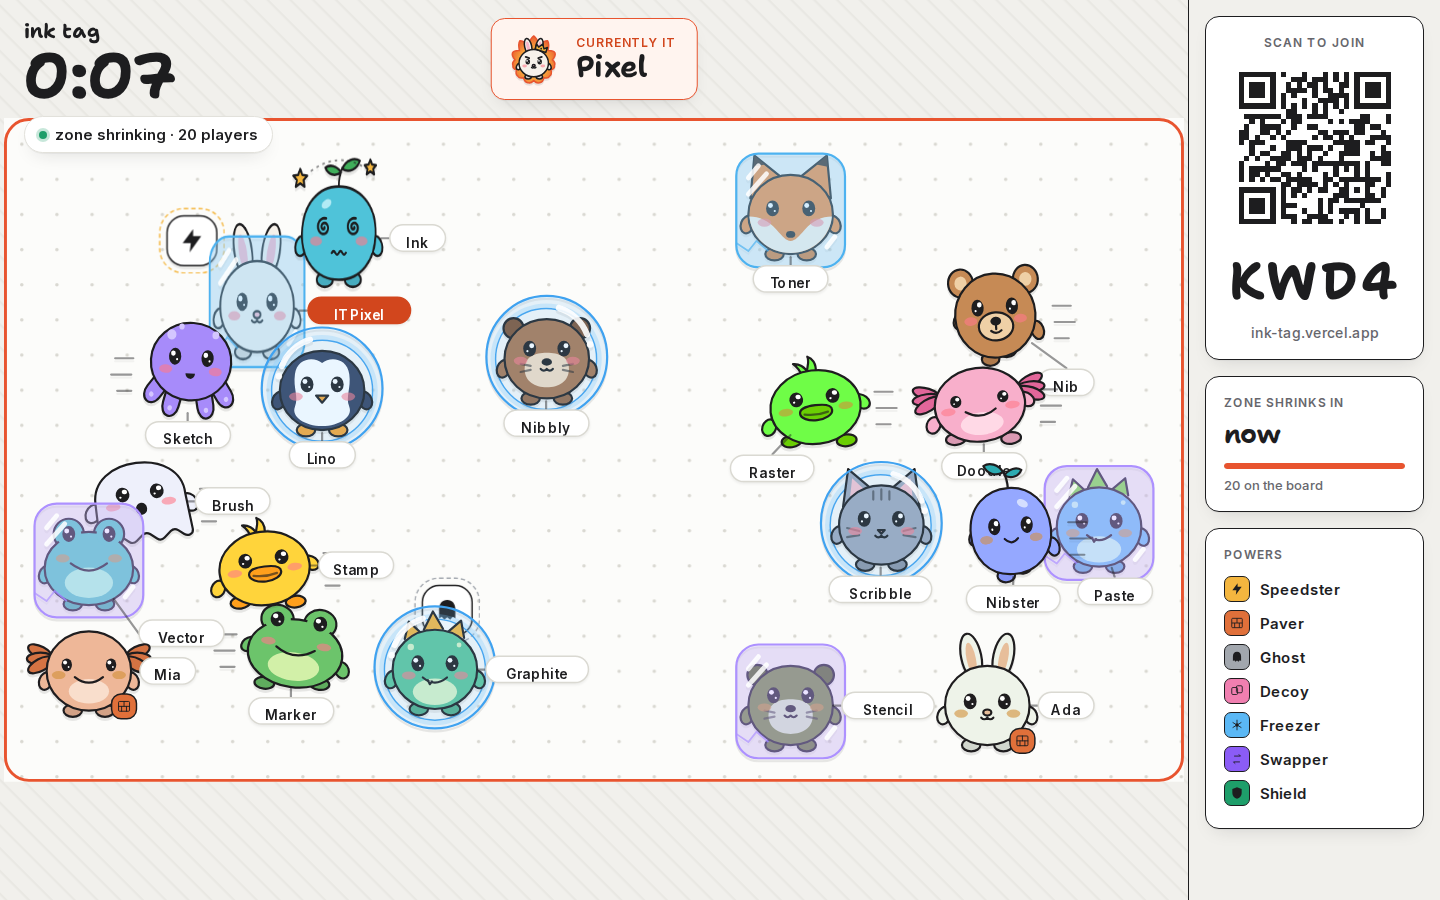 ink tag
0:07
CURRENTLY IT
Pixel
zone shrinking · 20 players
Ink
IT Pixel
Toner
Nibbly
Sketch
Lino
Nib
Raster
Brush
Stamp
Scribble
Nibster
Paste
Vector
Mia
Marker
Graphite
Stencil
Ada
SCAN TO JOIN
KWD4
ink-tag.vercel.app
ZONE SHRINKS IN
now
20 on the board
POWERS
Speedster
Paver
Ghost
Decoy
Freezer
Swapper
Shield